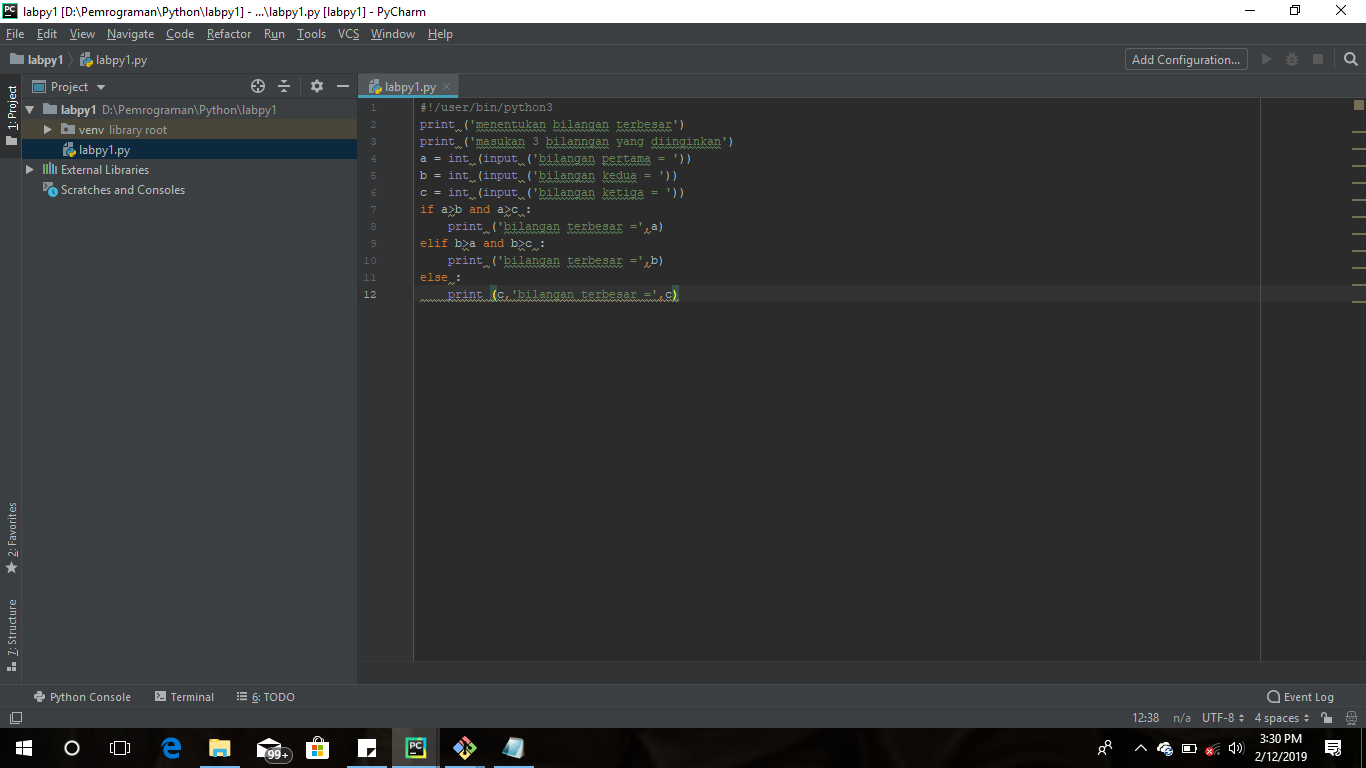 labpy1 [D:\Pemrograman\Python\labpy1] - ...\labpy1.py [labpy1] - PyCharm
File Edit View Navigate Code Refactor Run Tools VCS Window Help
labpy1 labpy1.py Add Configuration...
1: Project
Project
labpy1 D:\Pemrograman\Python\labpy1
venv library root
labpy1.py
External Libraries
Scratches and Consoles
2: Favorites
7: Structure
labpy1.py
1 #!/user/bin/python3
2 print ('menentukan bilangan terbesar')
3 print ('masukan 3 bilanngan yang diinginkan')
4 a = int (input ('bilangan pertama = '))
5 b = int (input ('bilangan kedua = '))
6 c = int (input ('bilangan ketiga = '))
7 if a>b and a>c :
8     print ('bilangan terbesar =',a)
9 elif b>a and b>c :
10     print ('bilangan terbesar =',b)
11 else :
12     print (c,'bilangan terbesar =',c)
Python Console Terminal 6: TODO Event Log
12:38 n/a UTF-8 4 spaces
PC 99+ 3:30 PM
2/12/2019